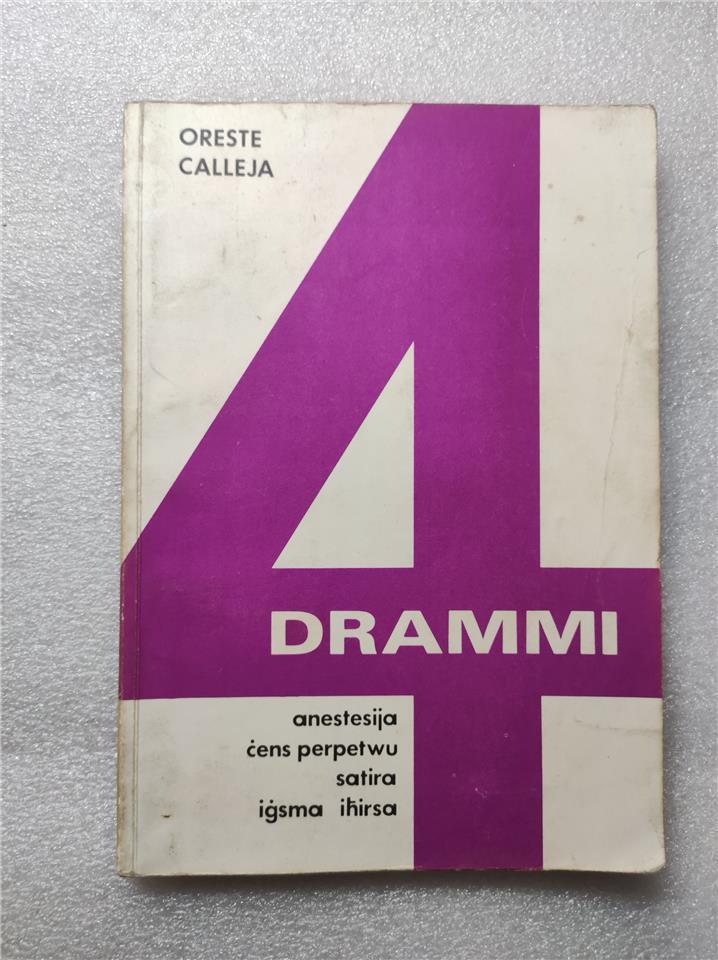 ORESTE
CALLEJA
4
DRAMMI
anestesija
ċens perpetwu
satira
iġsma iħirsa